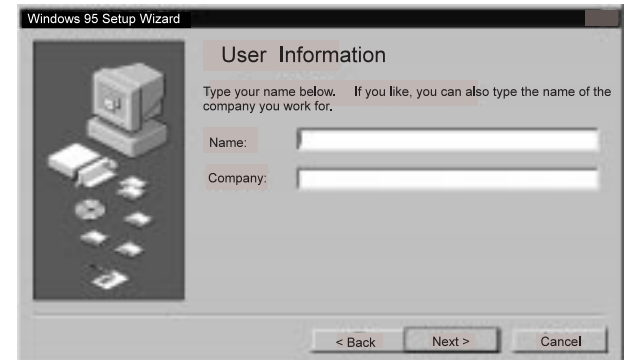 Windows 95 Setup Wizard
User Information
Type your name below. If you like, you can also type the name of the
company you work for.
Name:
Company:
< Back
Next >
Cancel